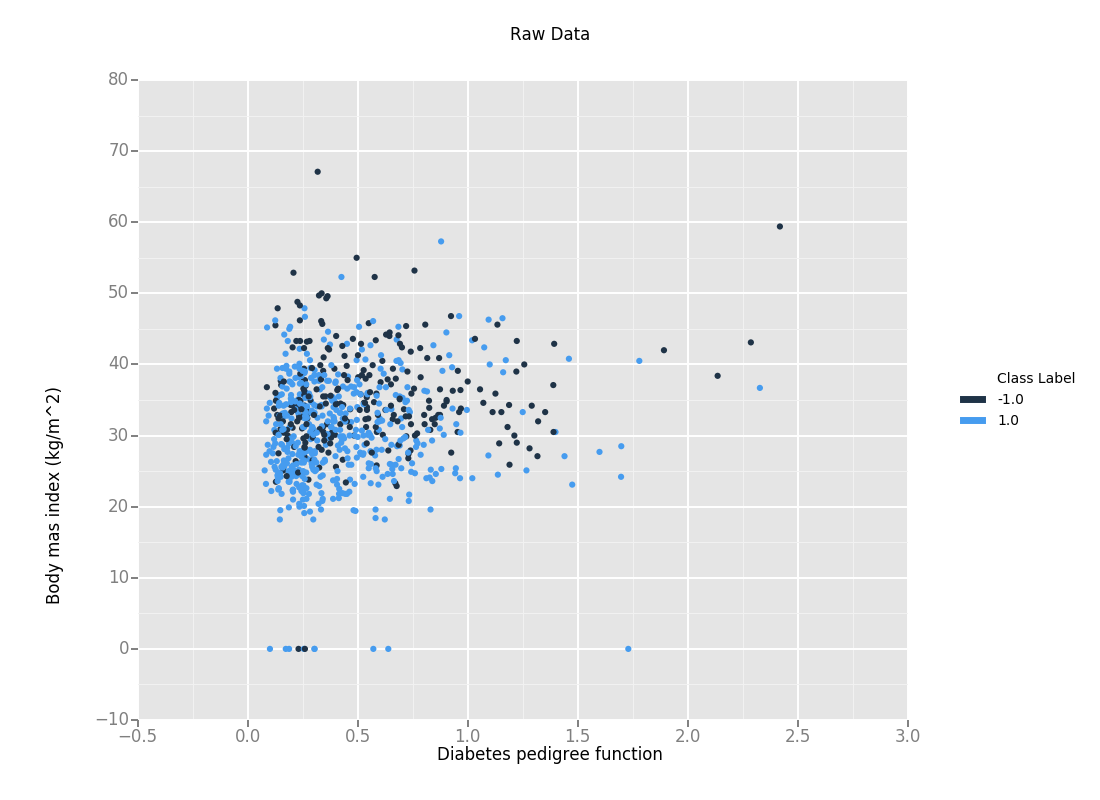 Raw Data
80
70
60
50
40
30
20
10
0
−10
Body mas index (kg/m^2)
−0.5 0.0 0.5 1.0 1.5 2.0 2.5 3.0
Diabetes pedigree function
Class Label
-1.0
1.0